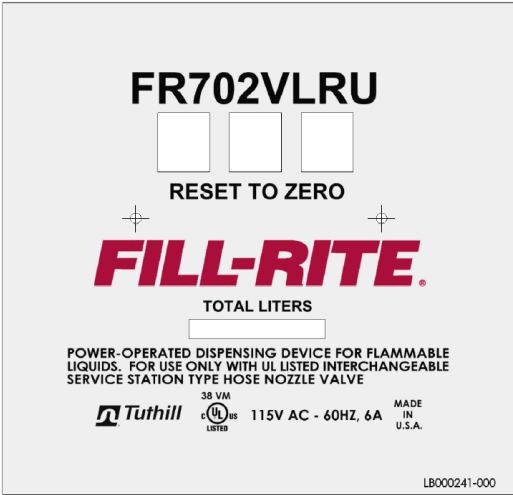 FR702VLRU
RESET TO ZERO
FILL-RITE®
TOTAL LITERS
POWER-OPERATED DISPENSING DEVICE FOR FLAMMABLE
LIQUIDS. FOR USE ONLY WITH UL LISTED INTERCHANGEABLE
SERVICE STATION TYPE HOSE NOZZLE VALVE
Tuthill
38 VM
C UL US
LISTED
115V AC - 60HZ, 6A
MADE
IN
U.S.A.
LB000241-000